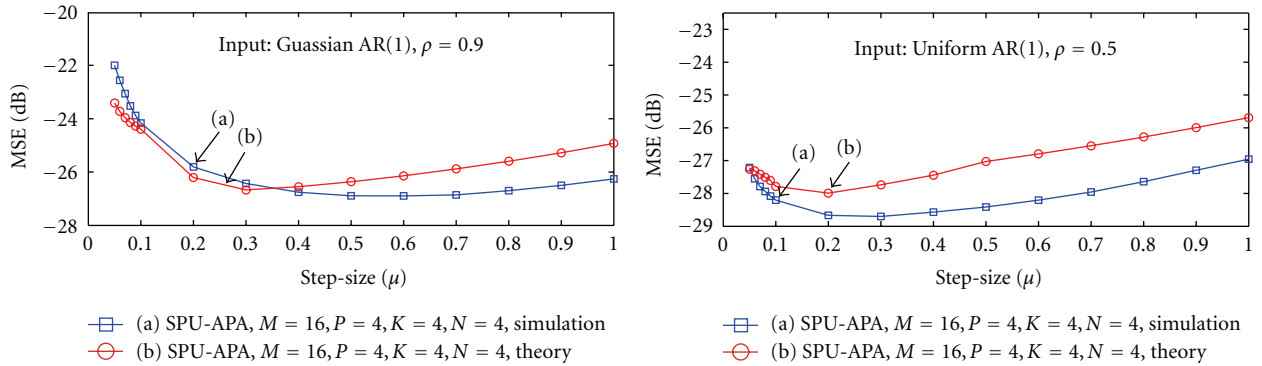 Input: Guassian AR(1), ρ = 0.9
MSE (dB)
−20
−22
−24
−26
−28
(a)
(b)
0 0.1 0.2 0.3 0.4 0.5 0.6 0.7 0.8 0.9 1
Step-size (μ)
(a) SPU-APA, M = 16, P = 4, K = 4, N = 4, simulation
(b) SPU-APA, M = 16, P = 4, K = 4, N = 4, theory
Input: Uniform AR(1), ρ = 0.5
MSE (dB)
−23
−24
−25
−26
−27
−28
−29
(a)
(b)
0 0.1 0.2 0.3 0.4 0.5 0.6 0.7 0.8 0.9 1
Step-size (μ)
(a) SPU-APA, M = 16, P = 4, K = 4, N = 4, simulation
(b) SPU-APA, M = 16, P = 4, K = 4, N = 4, theory